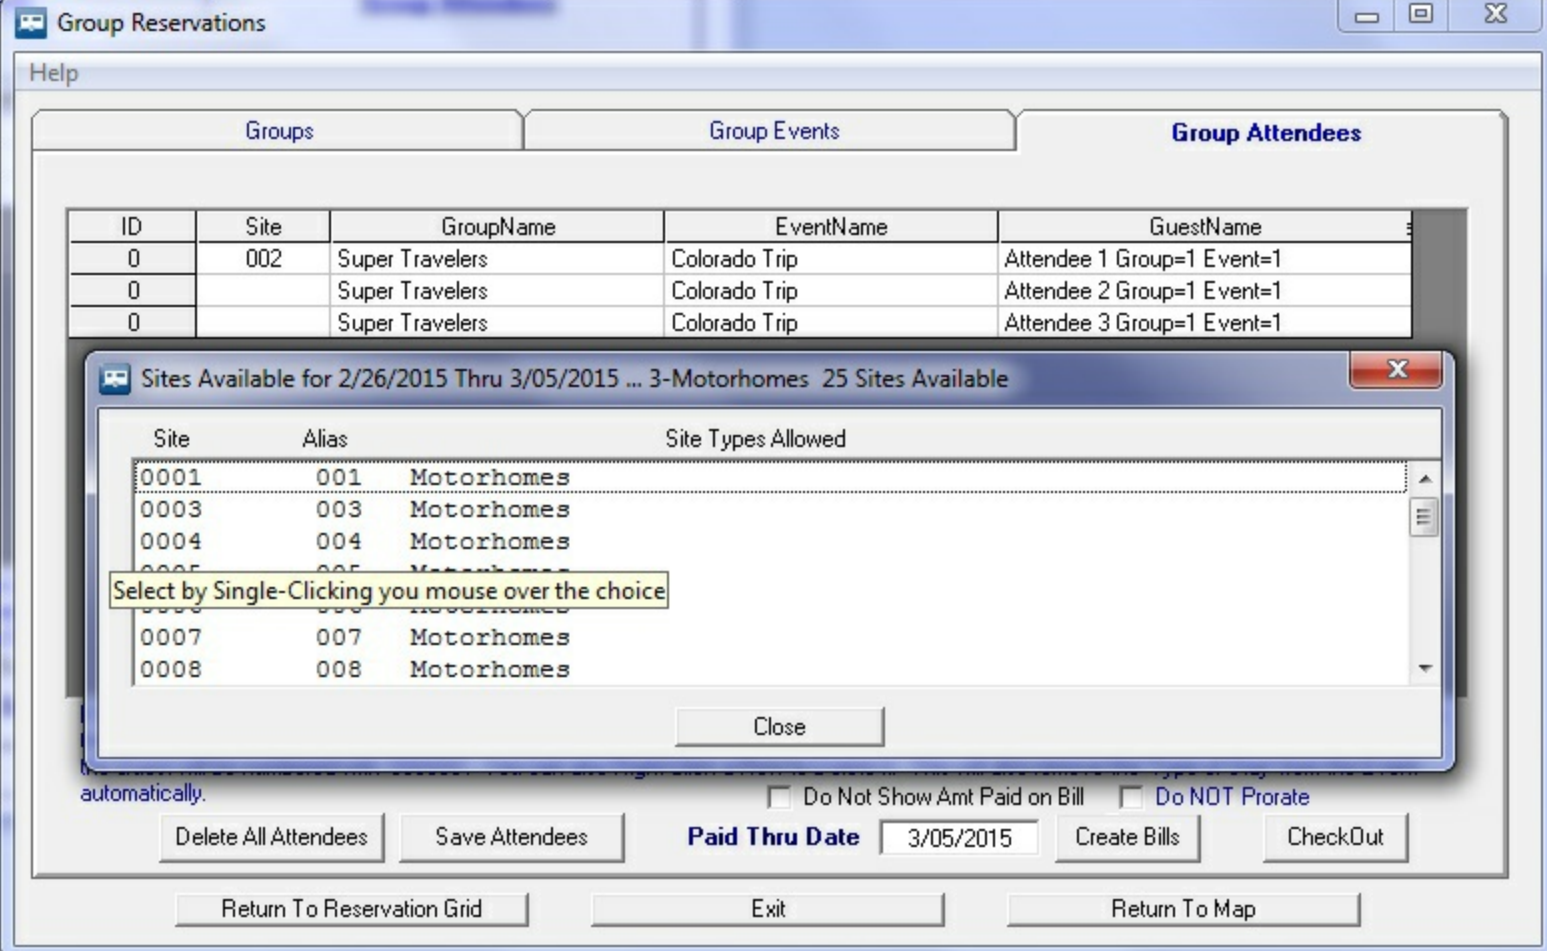 Group Reservations
Help
Groups Group Events Group Attendees
ID Site GroupName EventName GuestName
0 002 Super Travelers Colorado Trip Attendee 1 Group=1 Event=1
0 Super Travelers Colorado Trip Attendee 2 Group=1 Event=1
0 Super Travelers Colorado Trip Attendee 3 Group=1 Event=1
Sites Available for 2/26/2015 Thru 3/05/2015 ... 3-Motorhomes 25 Sites Available
Site Alias Site Types Allowed
0001 001 Motorhomes
0003 003 Motorhomes
0004 004 Motorhomes
Select by Single-Clicking you mouse over the choice
0007 007 Motorhomes
0008 008 Motorhomes
Close
automatically.
Do Not Show Amt Paid on Bill Do NOT Prorate
Delete All Attendees Save Attendees Paid Thru Date 3/05/2015 Create Bills CheckOut
Return To Reservation Grid Exit Return To Map